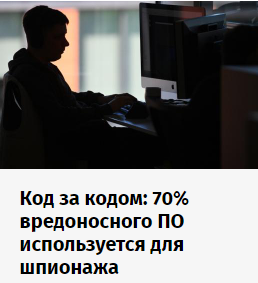 Код за кодом: 70%
вредоносного ПО
используется для
шпионажа